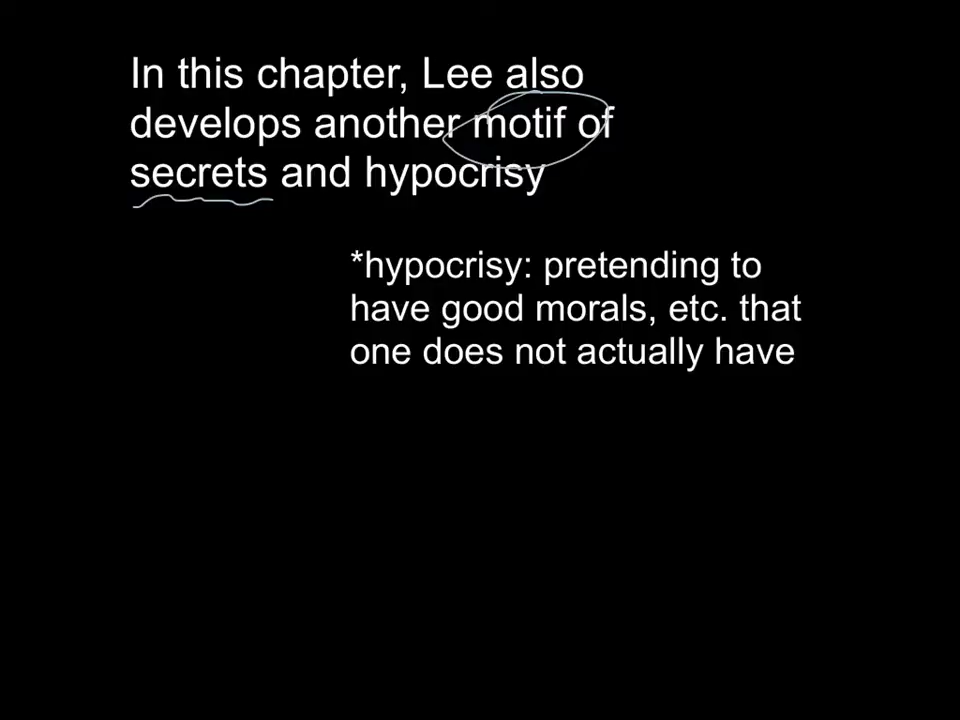 In this chapter, Lee also
develops another motif of
secrets and hypocrisy
*hypocrisy: pretending to
have good morals, etc. that
one does not actually have